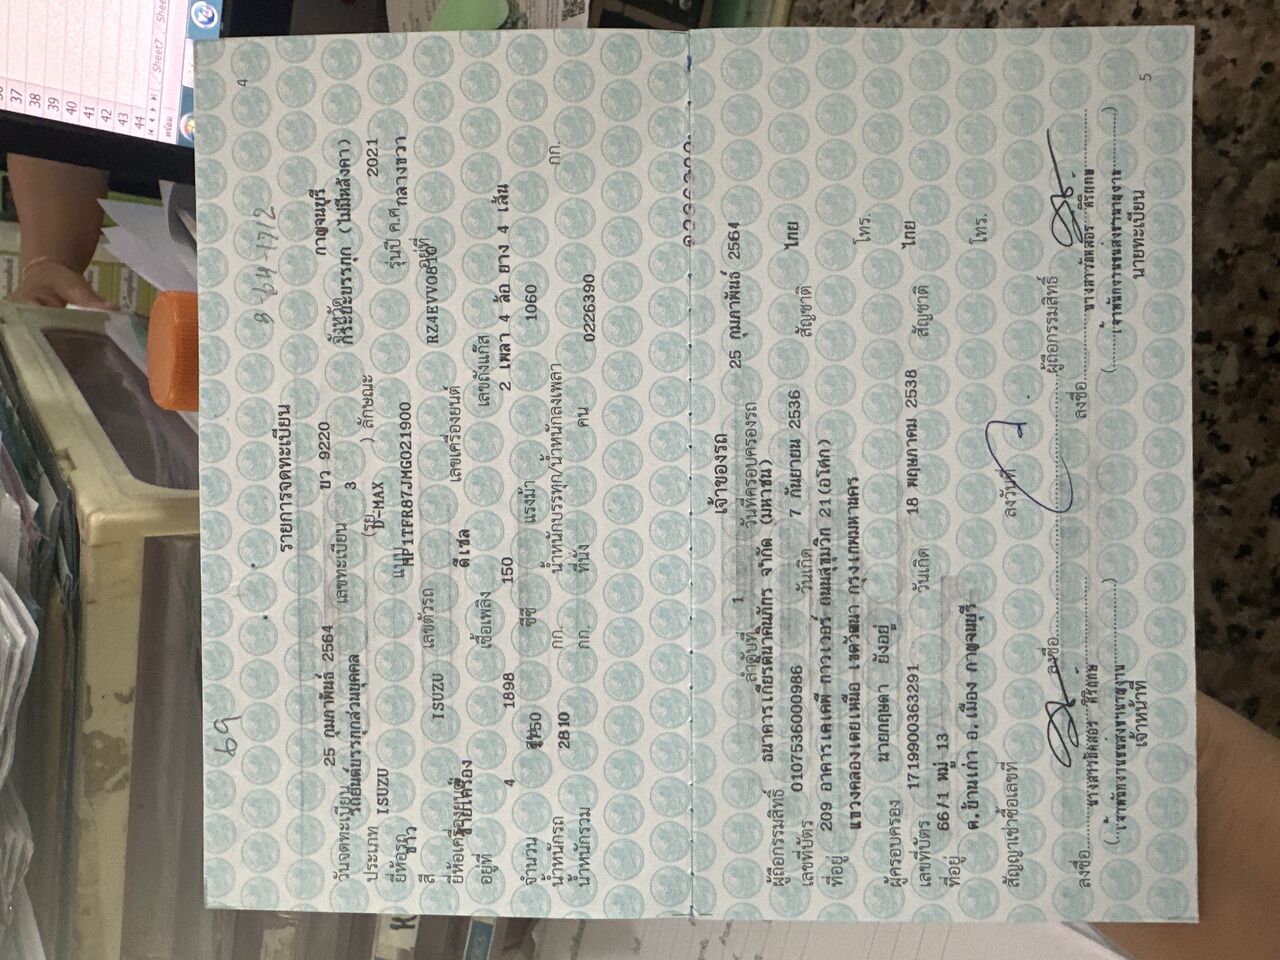 69
8-64-1712
4
รายการจดทะเบียน
วันจดทะเบียน 25 กุมภาพันธ์ 2564 เลขทะเบียน ขว 9220 จังหวัด กาญจนบุรี
ประเภท รถยนต์บรรทุกส่วนบุคคล (รย. 3 ) ลักษณะ กระบะบรรทุก (ไม่มีหลังคา)
ยี่ห้อรถ ISUZU แบบ D-MAX รุ่นปี ค.ศ. 2021
สี ขาว เลขตัวรถ MP1TFR87JMG021900 อยู่ที่ กลางขวา
ยี่ห้อเครื่องยนต์ ISUZU เลขเครื่องยนต์ RZ4EVV0816
อยู่ที่ ซ้ายเครื่อง เชื้อเพลิง ดีเซล เลขถังแก๊ส
จำนวน 4 สูบ 1898 ซีซี 150 แรงม้า 2 เพลา 4 ล้อ ยาง 4 เส้น
น้ำหนักรถ 1750 กก. น้ำหนักบรรทุก/น้ำหนักลงเพลา 1060 กก.
น้ำหนักรวม 2810 กก. ที่นั่ง คน 0226390
เจ้าของรถ
ลำดับที่ 1 วันที่ครอบครองรถ 25 กุมภาพันธ์ 2564
ผู้ถือกรรมสิทธิ์ ธนาคารเกียรตินาคินภัทร จำกัด (มหาชน)
เลขที่บัตร 0107536000986 วันเกิด 7 กันยายน 2536 สัญชาติ ไทย
ที่อยู่ 209 อาคารเคเคพี ทาวเวอร์ ถนนสุขุมวิท 21(อโศก)
แขวงคลองเตยเหนือ เขตวัฒนา กรุงเทพมหานคร โทร.
ผู้ครอบครอง นายกฤษดา ยังอยู่
เลขที่บัตร 1719900363291 วันเกิด 18 พฤษภาคม 2538 สัญชาติ ไทย
ที่อยู่ 66/1 หมู่ 13
ต.บ้านเก่า อ.เมือง กาญจนบุรี โทร.
สัญญาเช่าซื้อเลขที่ ลงวันที่
ลงชื่อ ผู้ถือกรรมสิทธิ์
ลงชื่อ ลงชื่อ
เจ้าหน้าที่ นายทะเบียน
5
37
38
39
40
41
42
43
44
Sheet7
พร้อม